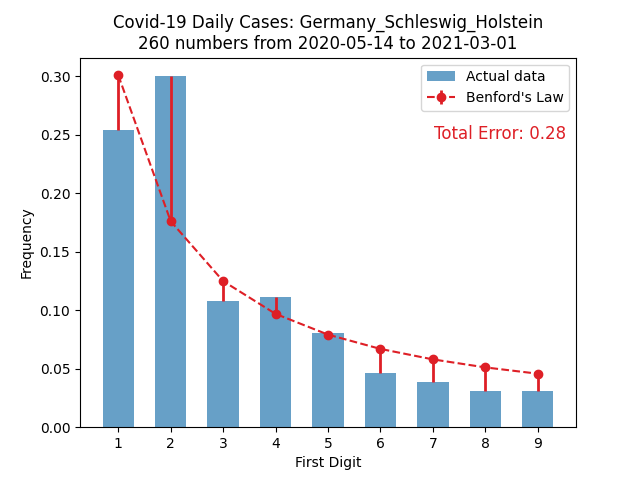 Covid-19 Daily Cases: Germany_Schleswig_Holstein
260 numbers from 2020-05-14 to 2021-03-01
Actual data
Benford's Law
Total Error: 0.28
Frequency
0.30
0.25
0.20
0.15
0.10
0.05
0.00
1 2 3 4 5 6 7 8 9
First Digit